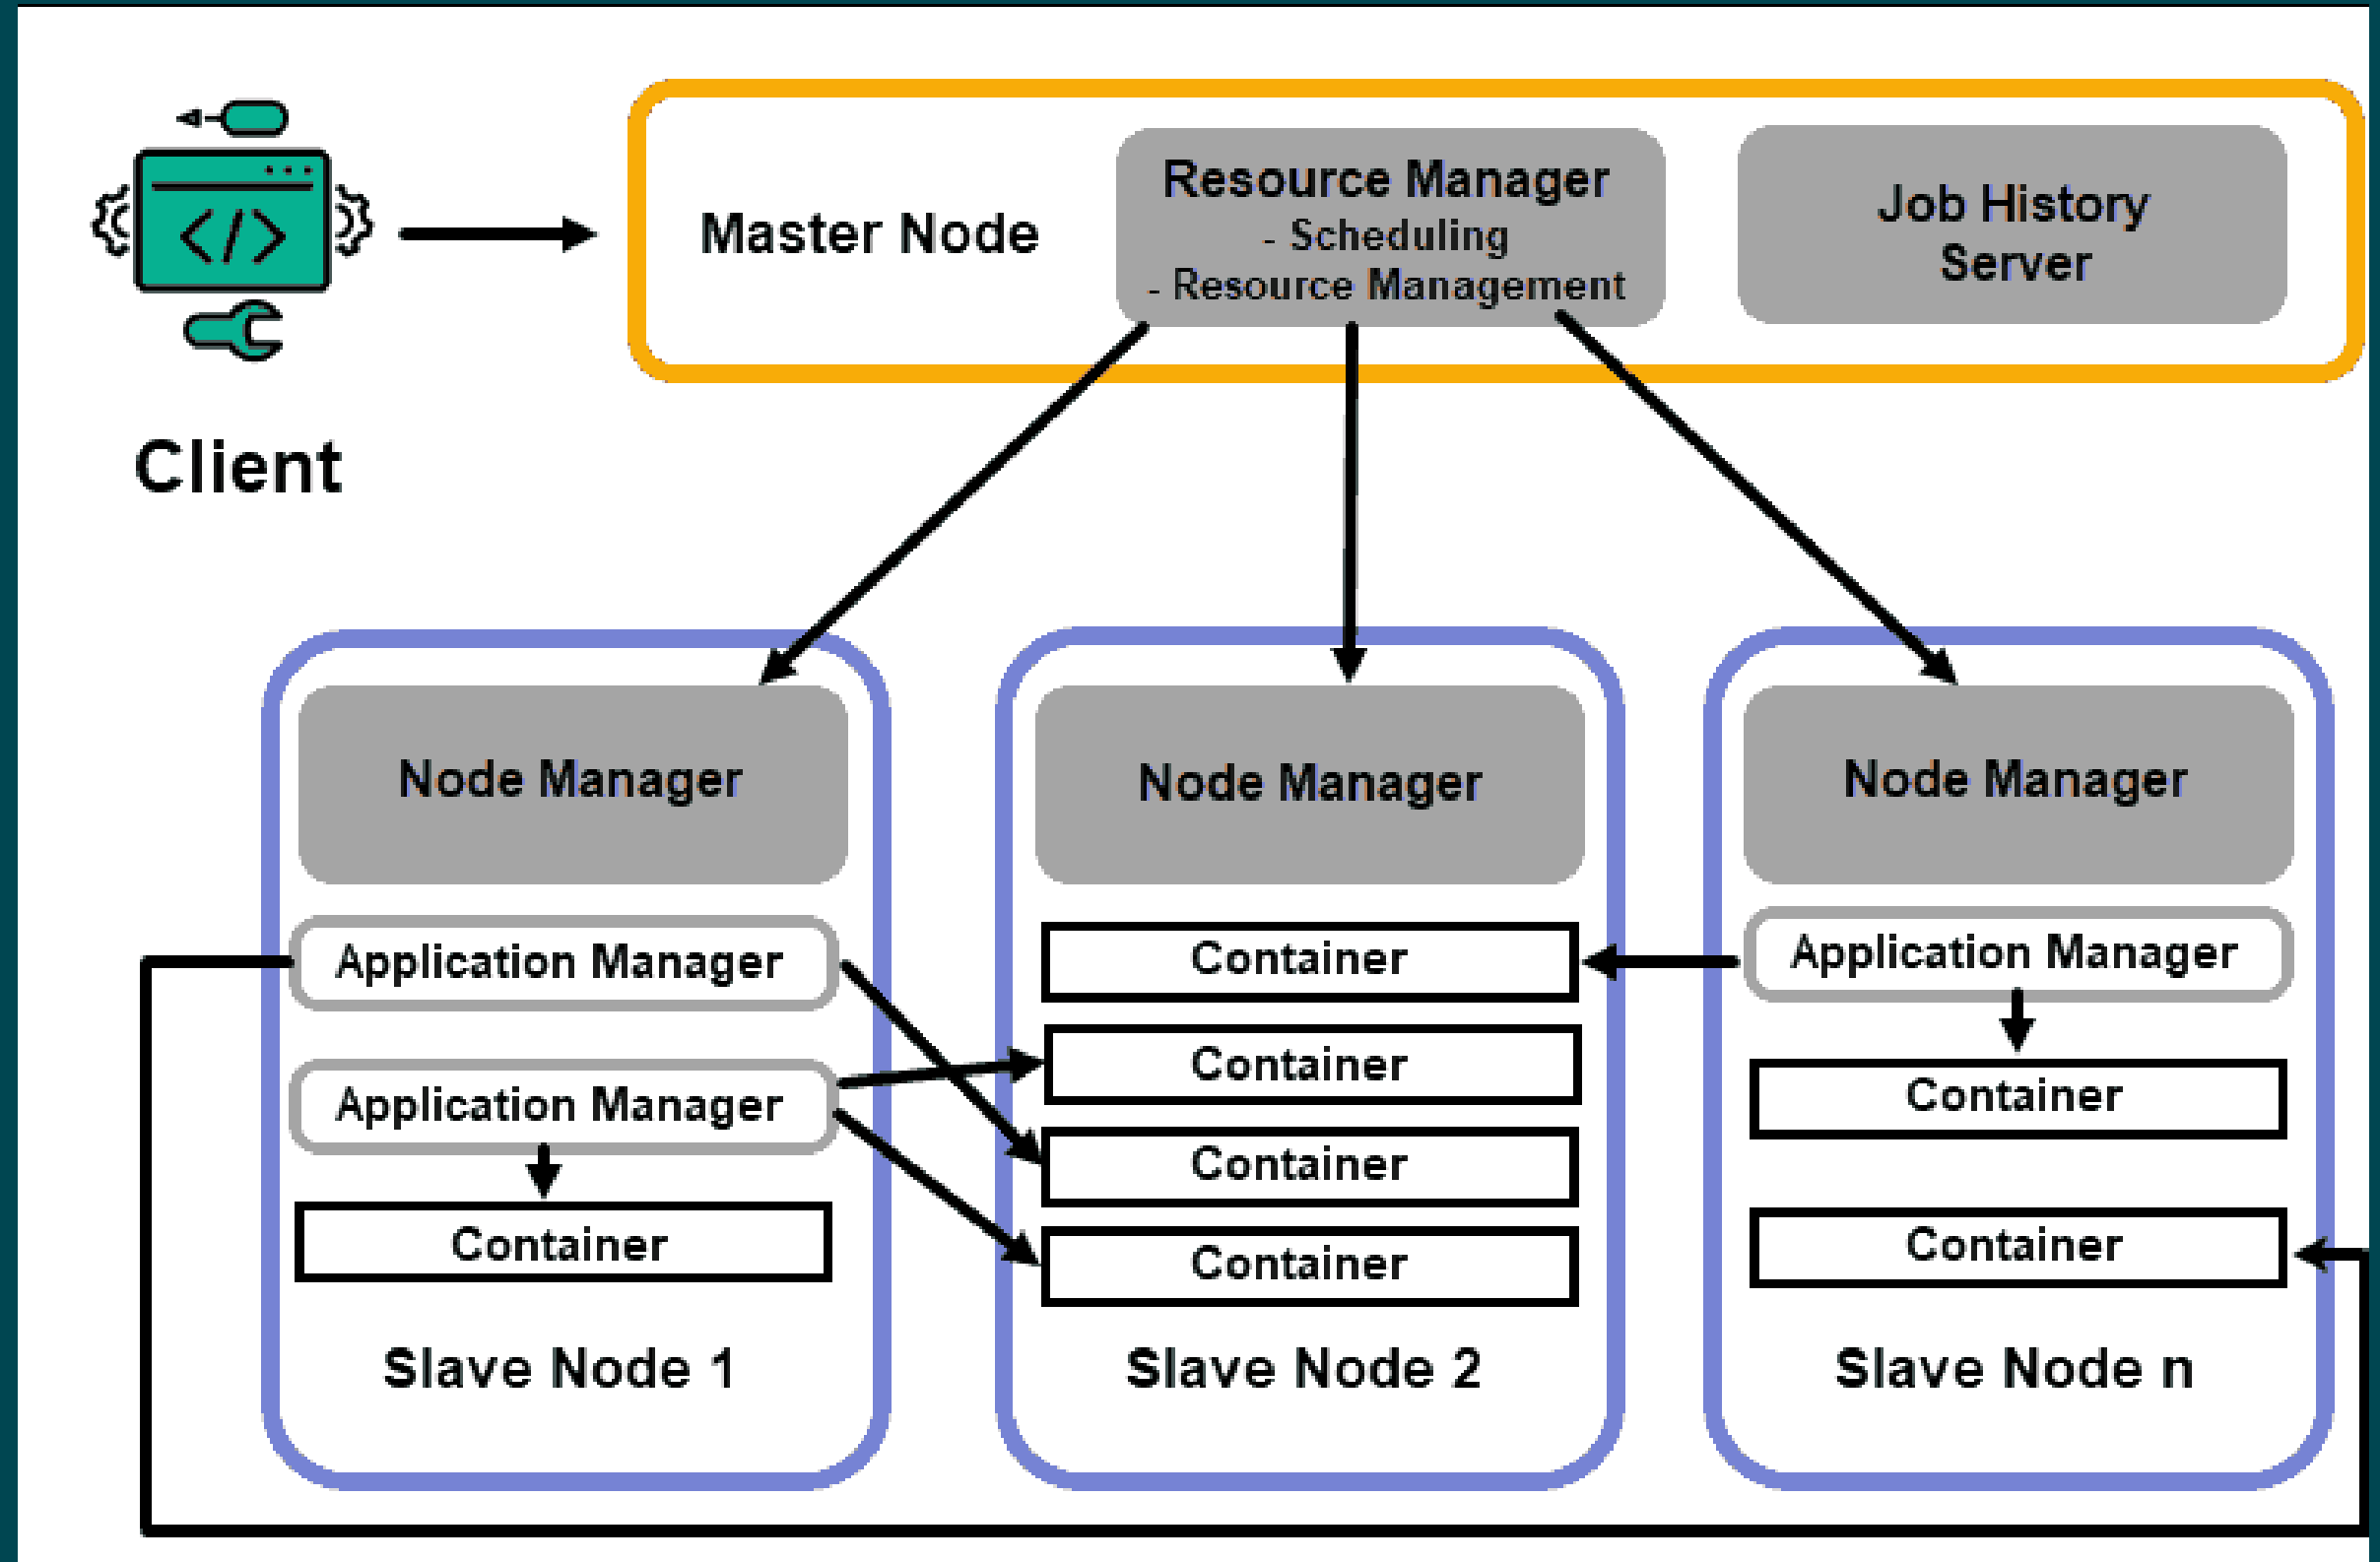 </>
Client
Master Node
Resource Manager
- Scheduling
- Resource Management
Job History
Server
Node Manager
Application Manager
Application Manager
Container
Slave Node 1
Node Manager
Container
Container
Container
Container
Slave Node 2
Node Manager
Application Manager
Container
Container
Slave Node n